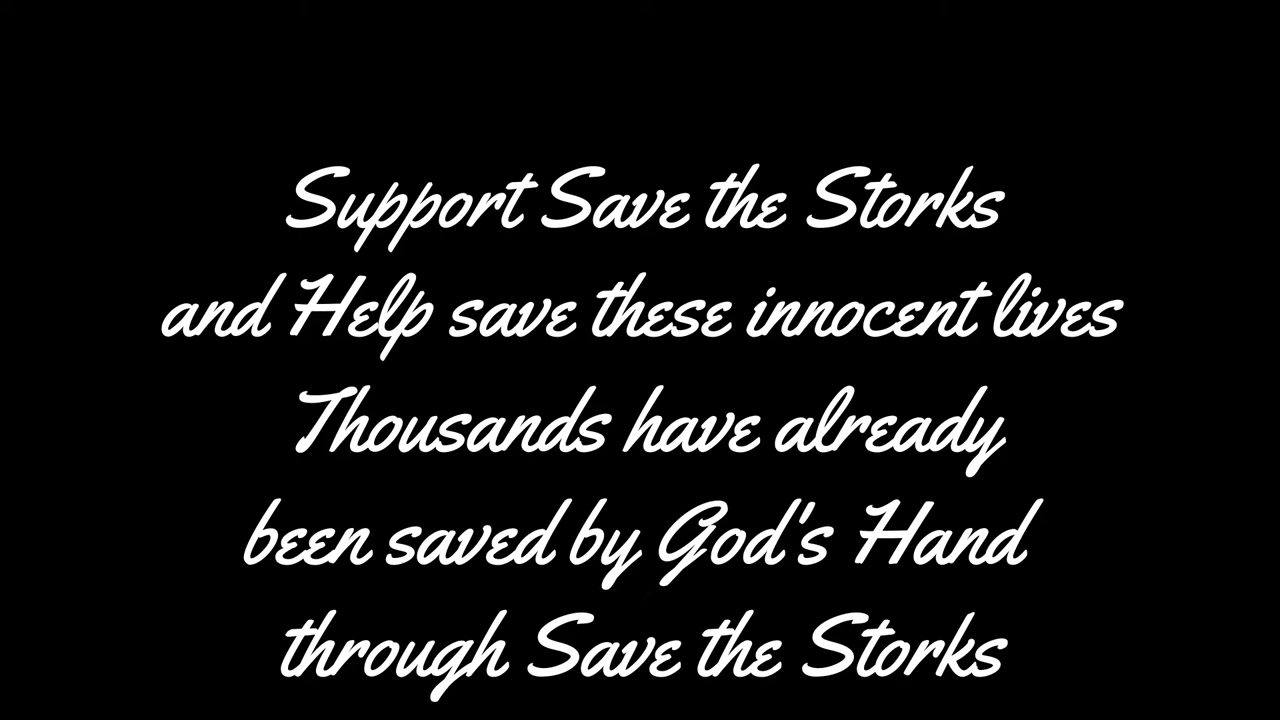 Support Save the Storks
and Help save these innocent lives
Thousands have already
been saved by God's Hand
through Save the Storks